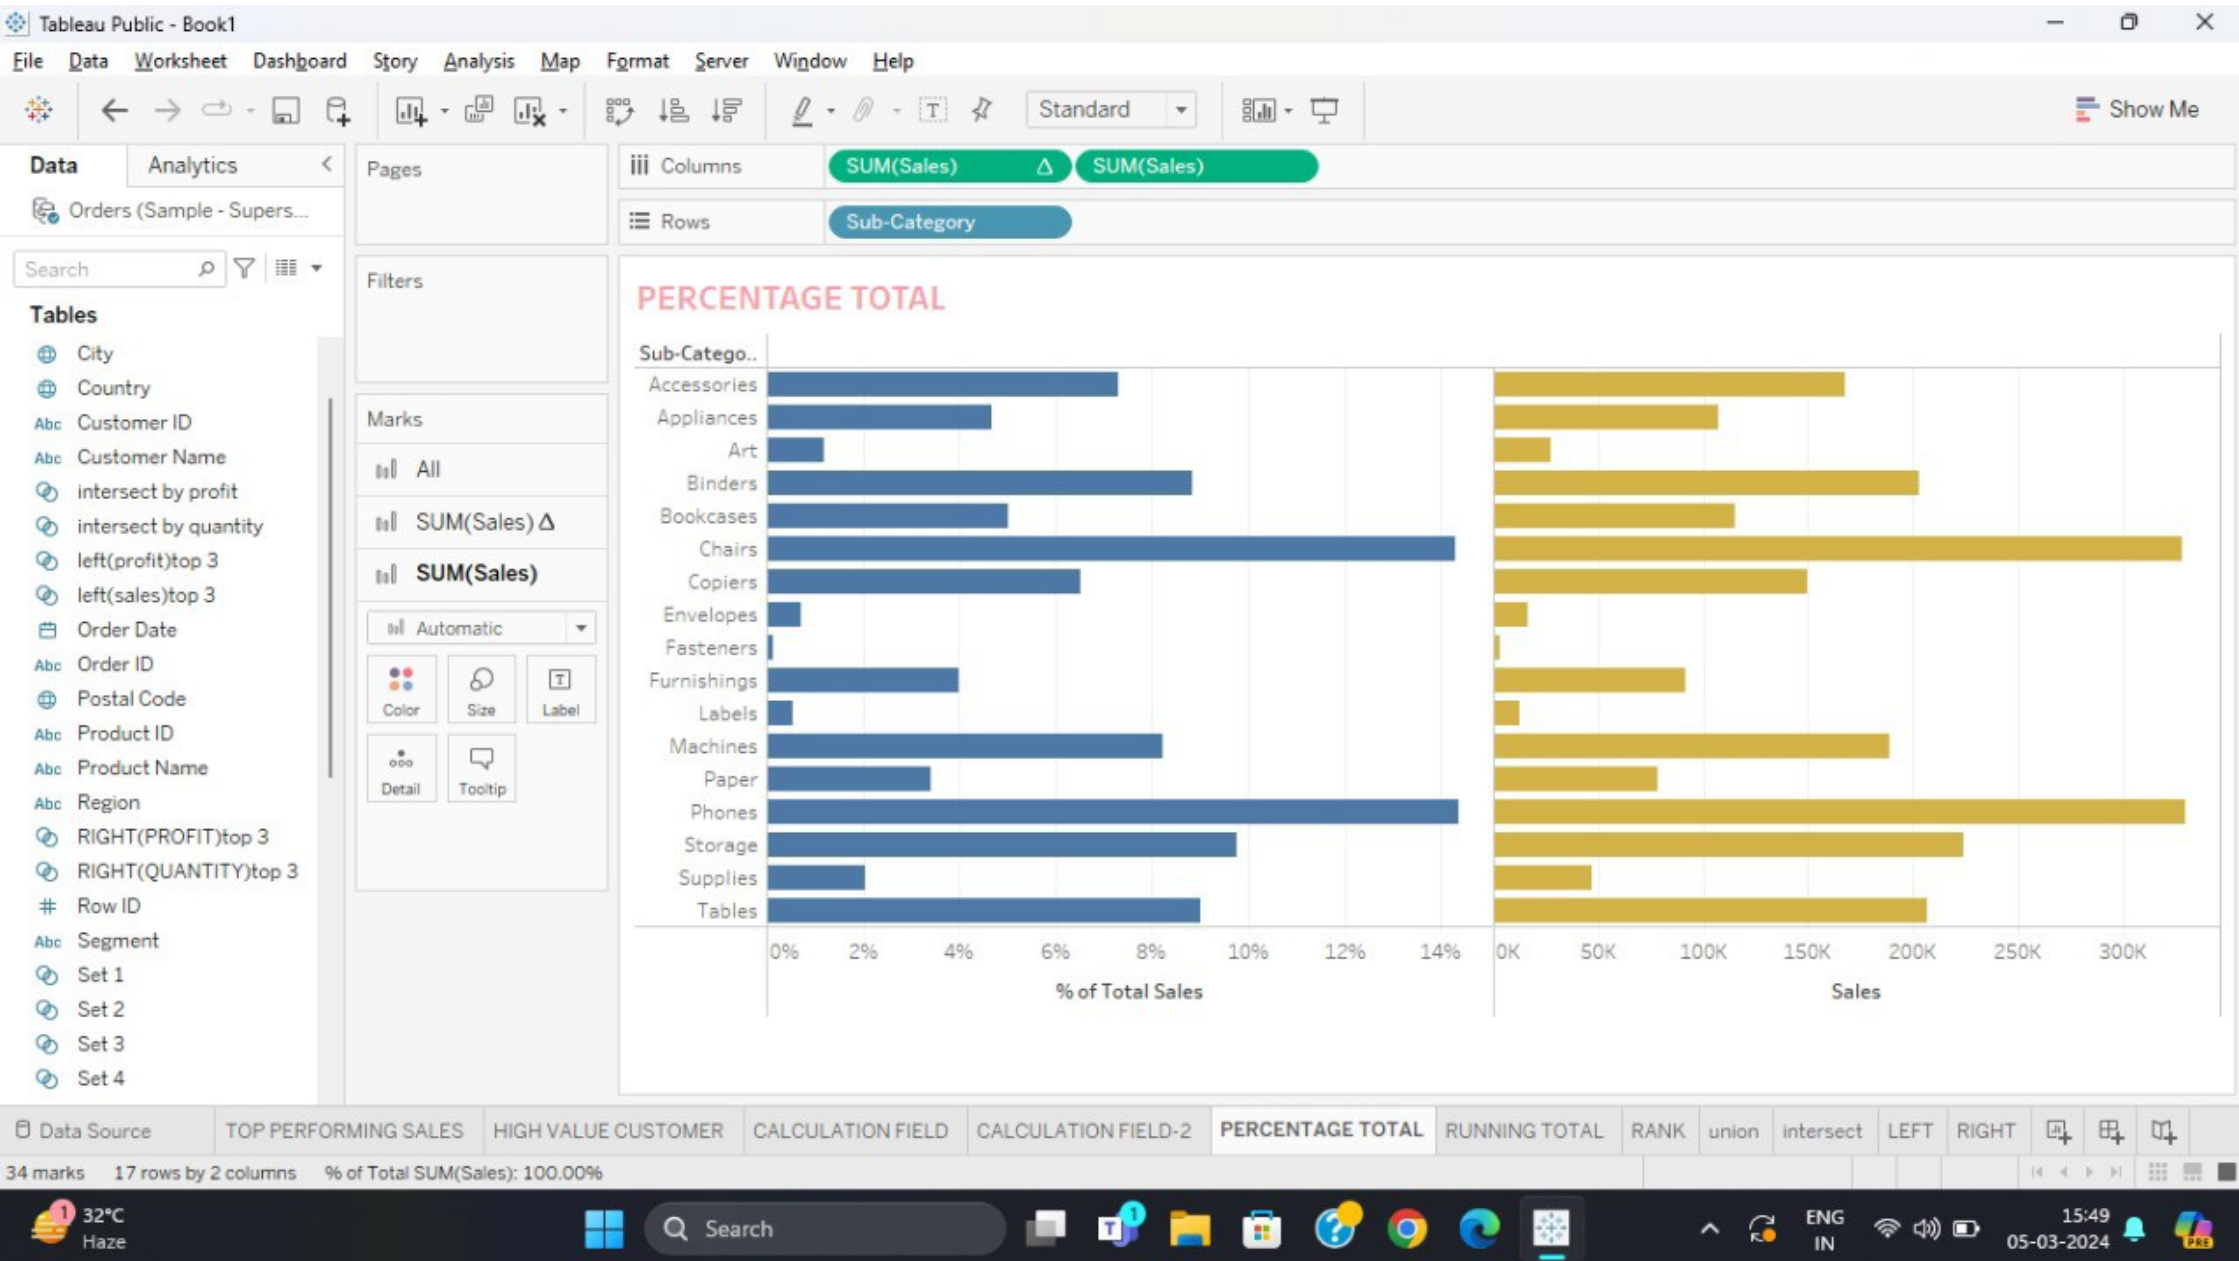 Tableau Public - Book1
File Data Worksheet Dashboard Story Analysis Map Format Server Window Help
Standard
Show Me
Data Analytics
Orders (Sample - Supers...
Search
Tables
City
Country
Abc Customer ID
Abc Customer Name
intersect by profit
intersect by quantity
left(profit)top 3
left(sales)top 3
Order Date
Abc Order ID
Postal Code
Abc Product ID
Abc Product Name
Abc Region
RIGHT(PROFIT)top 3
RIGHT(QUANTITY)top 3
# Row ID
Abc Segment
Set 1
Set 2
Set 3
Set 4
Pages
Filters
Marks
All
SUM(Sales) Δ
SUM(Sales)
Automatic
Color Size Label
Detail Tooltip
Columns SUM(Sales) Δ SUM(Sales)
Rows Sub-Category
PERCENTAGE TOTAL
Sub-Catego..
Accessories
Appliances
Art
Binders
Bookcases
Chairs
Copiers
Envelopes
Fasteners
Furnishings
Labels
Machines
Paper
Phones
Storage
Supplies
Tables
0% 2% 4% 6% 8% 10% 12% 14% 0K 50K 100K 150K 200K 250K 300K
% of Total Sales Sales
Data Source TOP PERFORMING SALES HIGH VALUE CUSTOMER CALCULATION FIELD CALCULATION FIELD-2 PERCENTAGE TOTAL RUNNING TOTAL RANK union intersect LEFT RIGHT
34 marks 17 rows by 2 columns % of Total SUM(Sales): 100.00%
1 32°C
Haze
Search
T 1
ENG
IN
15:49
05-03-2024
PRE